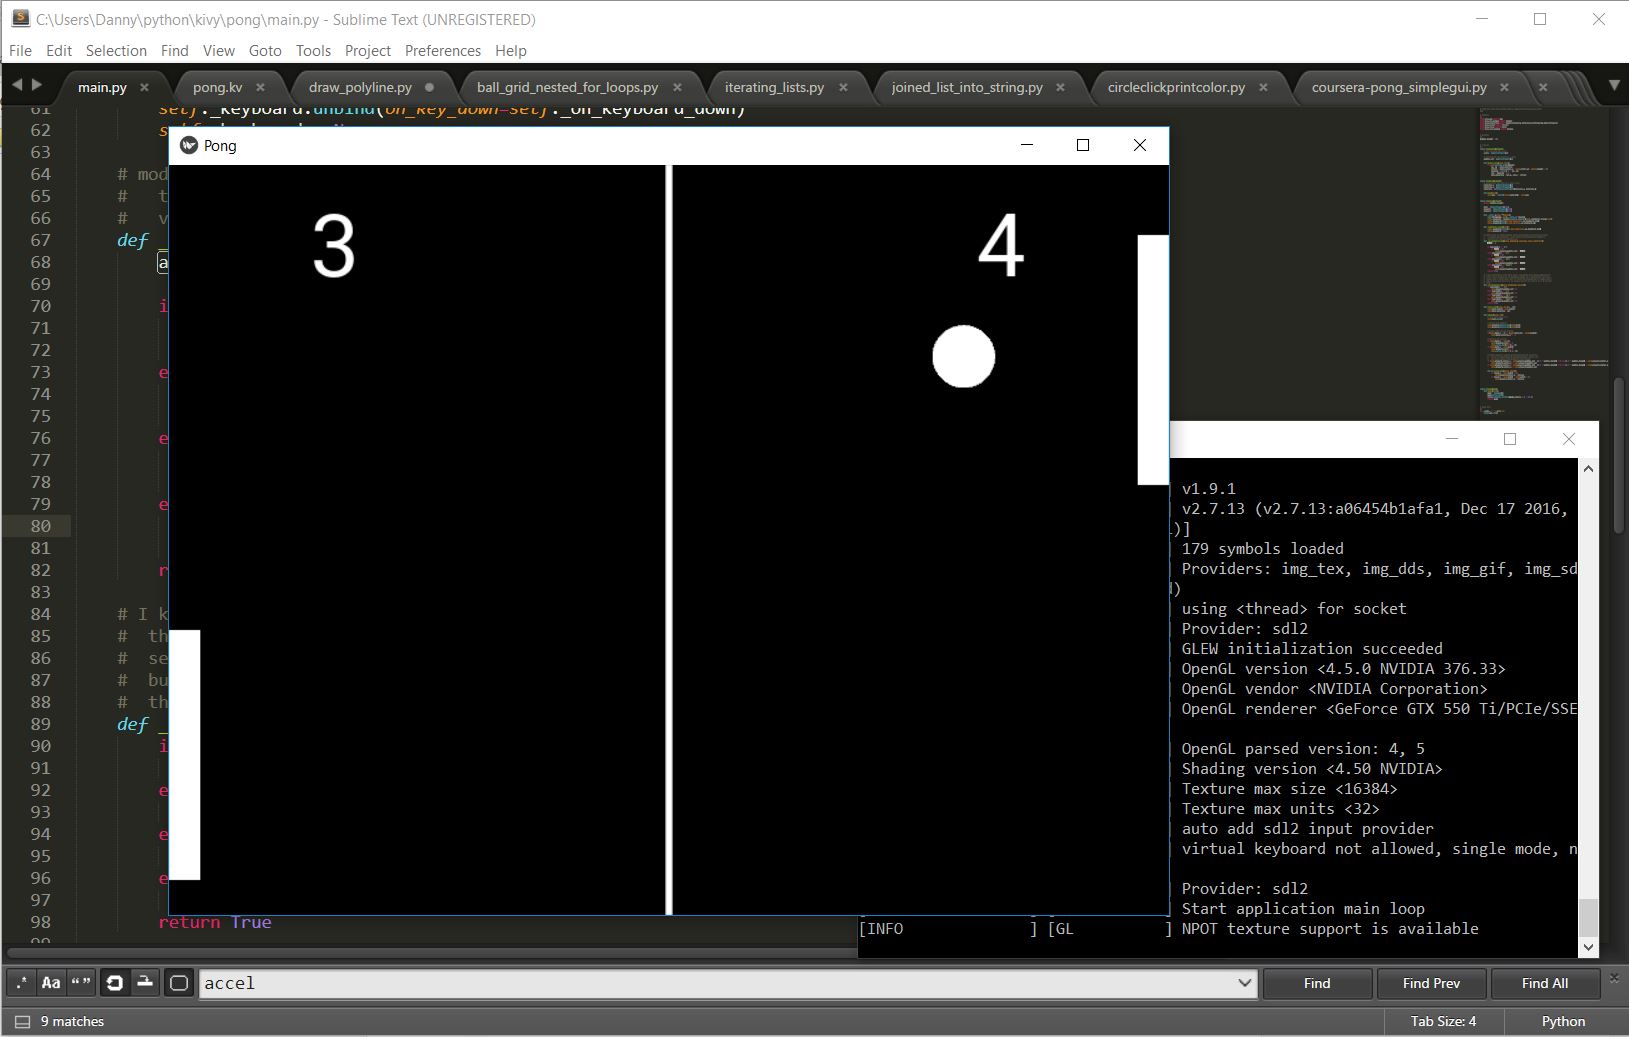 C:\Users\Danny\python\kivy\pong\main.py - Sublime Text (UNREGISTERED)
File Edit Selection Find View Goto Tools Project Preferences Help
main.py pong.kv draw_polyline.py ball_grid_nested_for_loops.py iterating_lists.py joined_list_into_string.py circleclickprintcolor.py coursera-pong_simplegui.py
61 self._keyboard.unbind(on_key_down=self._on_keyboard_down)
62
63
64 # mod
65 # t
66 # v
67 def _
68 a
69
70 i
71
72
73 e
74
75
76 e
77
78
79 e
80
81
82 r
83
84 # I k
85 # th
86 # se
87 # bu
88 # th
89 def _
90 i
91
92 e
93
94 e
95
96 e
97
98 return True
99
Pong
3
4
v1.9.1
v2.7.13 (v2.7.13:a06454b1afa1, Dec 17 2016,
)]
179 symbols loaded
Providers: img_tex, img_dds, img_gif, img_sd
)
using <thread> for socket
Provider: sdl2
GLEW initialization succeeded
OpenGL version <4.5.0 NVIDIA 376.33>
OpenGL vendor <NVIDIA Corporation>
OpenGL renderer <GeForce GTX 550 Ti/PCIe/SSE
OpenGL parsed version: 4, 5
Shading version <4.50 NVIDIA>
Texture max size <16384>
Texture max units <32>
auto add sdl2 input provider
virtual keyboard not allowed, single mode, n
Provider: sdl2
Start application main loop
[INFO ] [GL ] NPOT texture support is available
.* Aa “ ” accel Find Find Prev Find All
9 matches Tab Size: 4 Python